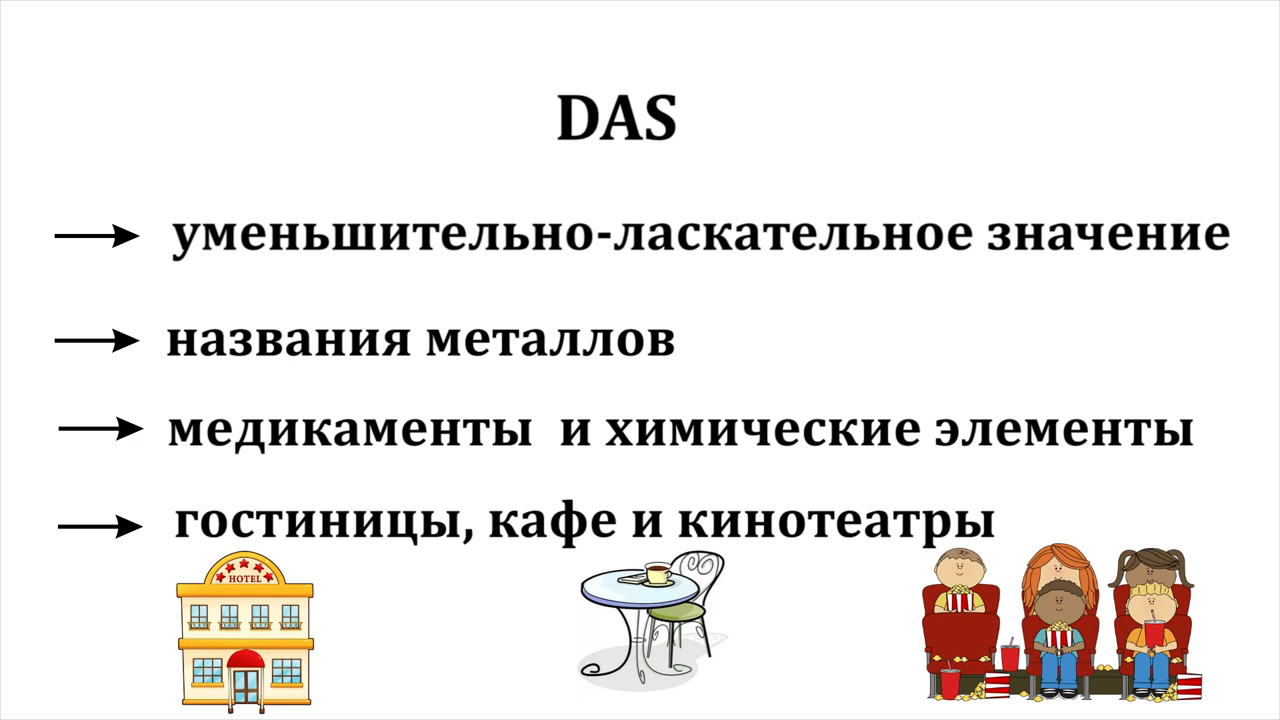 DAS
уменьшительно-ласкательное значение
названия металлов
медикаменты и химические элементы
гостиницы, кафе и кинотеатры
HOTEL